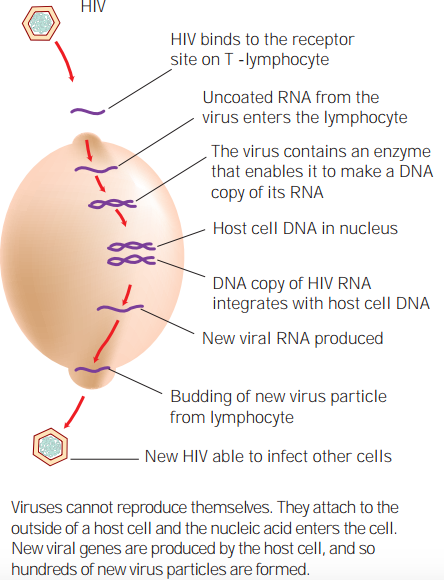 HIV
HIV binds to the receptor
site on T -lymphocyte
Uncoated RNA from the
virus enters the lymphocyte
The virus contains an enzyme
that enables it to make a DNA
copy of its RNA
Host cell DNA in nucleus
DNA copy of HIV RNA
integrates with host cell DNA
New viral RNA produced
Budding of new virus particle
from lymphocyte
New HIV able to infect other cells
Viruses cannot reproduce themselves. They attach to the
outside of a host cell and the nucleic acid enters the cell.
New viral genes are produced by the host cell, and so
hundreds of new virus particles are formed.